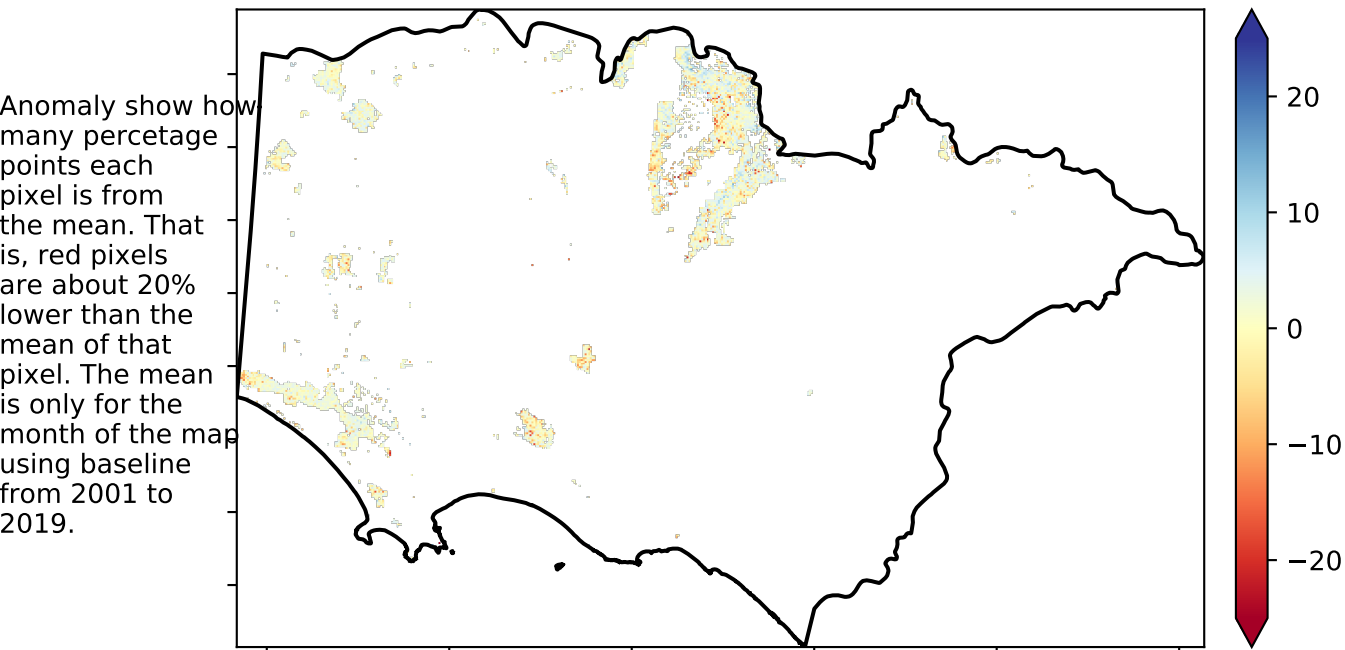 Anomaly show how
many percetage
points each
pixel is from
the mean. That
is, red pixels
are about 20%
lower than the
mean of that
pixel. The mean
is only for the
month of the map
using baseline
from 2001 to
2019.
20
10
0
−10
−20